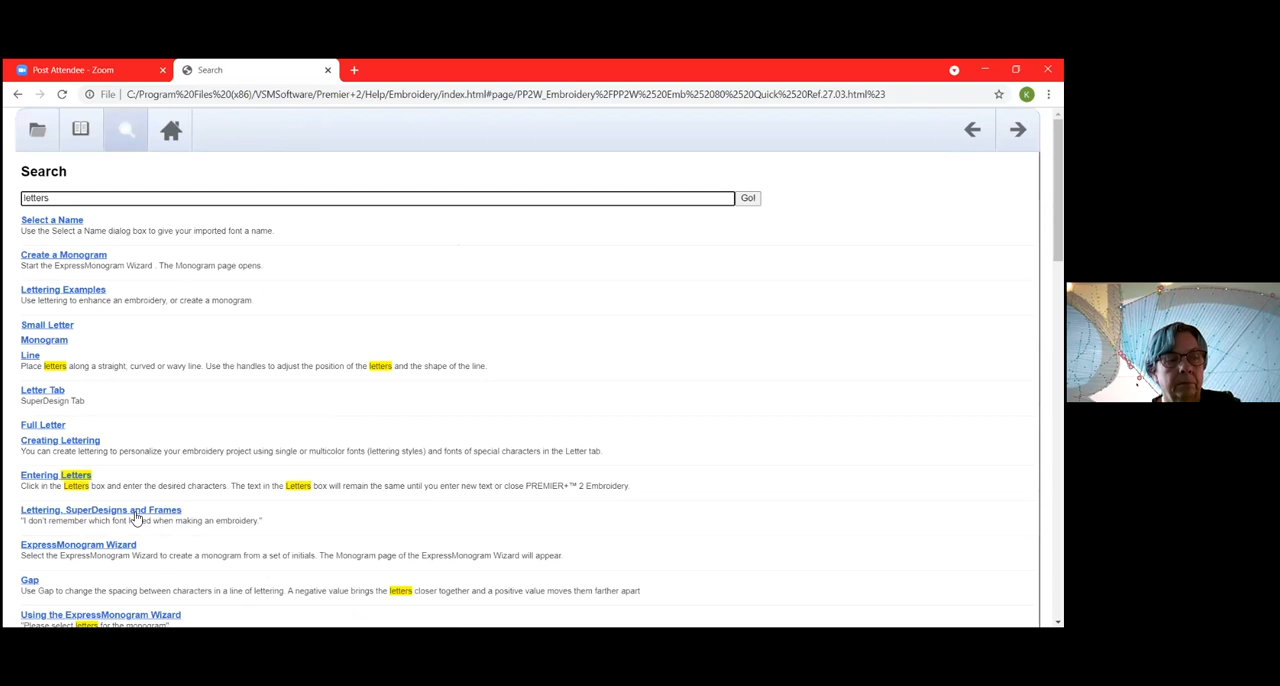 Post Attendee - Zoom
Search
File
C:/Program%20Files%20(x86)/VSMSoftware/Premier+2/Help/Embroidery/index.html#page/PP2W_Embroidery%2FPP2W%2520Emb%252080%2520Quick%2520Ref.27.03.html%23
K
Search
letters Go!
Select a Name
Use the Select a Name dialog box to give your imported font a name.
Create a Monogram
Start the ExpressMonogram Wizard . The Monogram page opens.
Lettering Examples
Use lettering to enhance an embroidery, or create a monogram.
Small Letter
Monogram
Line
Place letters along a straight, curved or wavy line. Use the handles to adjust the position of the letters and the shape of the line.
Letter Tab
SuperDesign Tab
Full Letter
Creating Lettering
You can create lettering to personalize your embroidery project using single or multicolor fonts (lettering styles) and fonts of special characters in the Letter tab.
Entering Letters
Click in the Letters box and enter the desired characters. The text in the Letters box will remain the same until you enter new text or close PREMIER+™ 2 Embroidery.
Lettering, SuperDesigns and Frames
"I don't remember which font I used when making an embroidery."
ExpressMonogram Wizard
Select the ExpressMonogram Wizard to create a monogram from a set of initials. The Monogram page of the ExpressMonogram Wizard will appear.
Gap
Use Gap to change the spacing between characters in a line of lettering. A negative value brings the letters closer together and a positive value moves them farther apart
Using the ExpressMonogram Wizard
"Please select letters for the monogram"